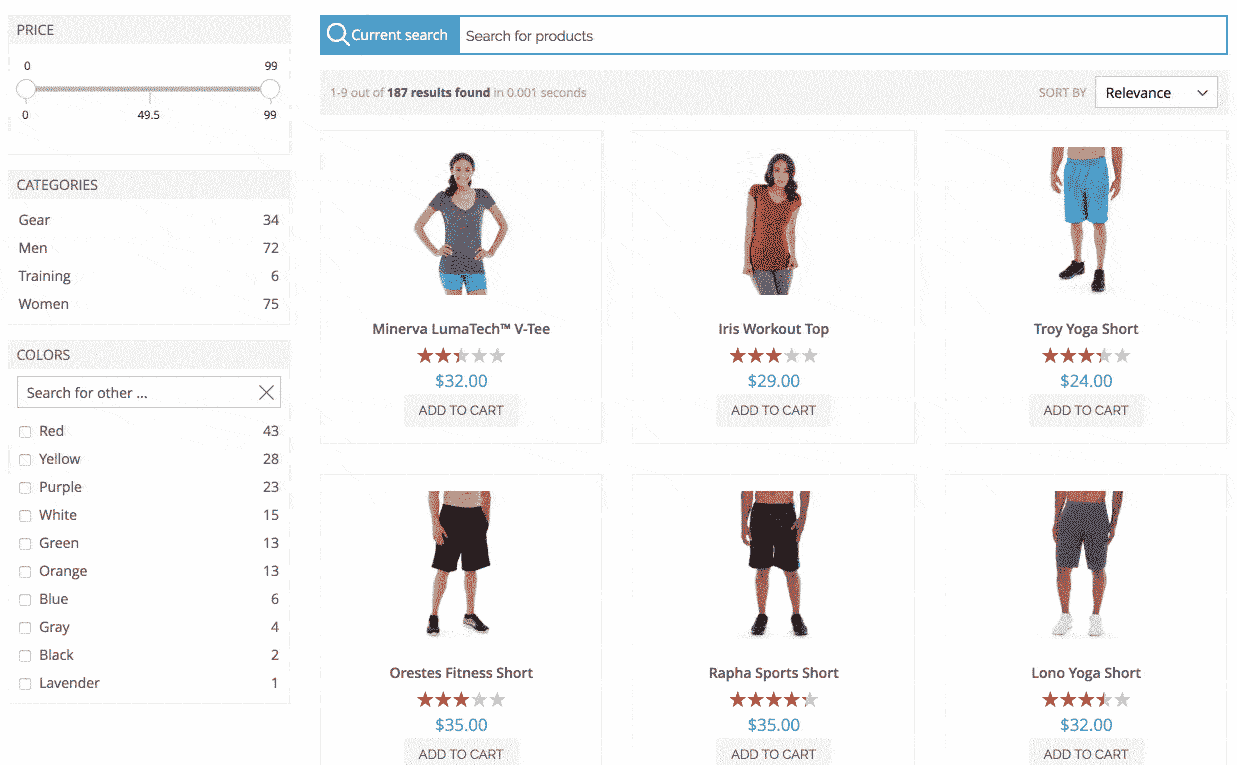 PRICE
0 99
0 49.5 99
CATEGORIES
Gear 34
Men 72
Training 6
Women 75
COLORS
Search for other ...
Red 43
Yellow 28
Purple 23
White 15
Green 13
Orange 13
Blue 6
Gray 4
Black 2
Lavender 1
Current search Search for products
1-9 out of 187 results found in 0.001 seconds SORT BY Relevance
Minerva LumaTech™ V-Tee
$32.00
ADD TO CART
Iris Workout Top
$29.00
ADD TO CART
Troy Yoga Short
$24.00
ADD TO CART
Orestes Fitness Short
$35.00
ADD TO CART
Rapha Sports Short
$35.00
ADD TO CART
Lono Yoga Short
$32.00
ADD TO CART